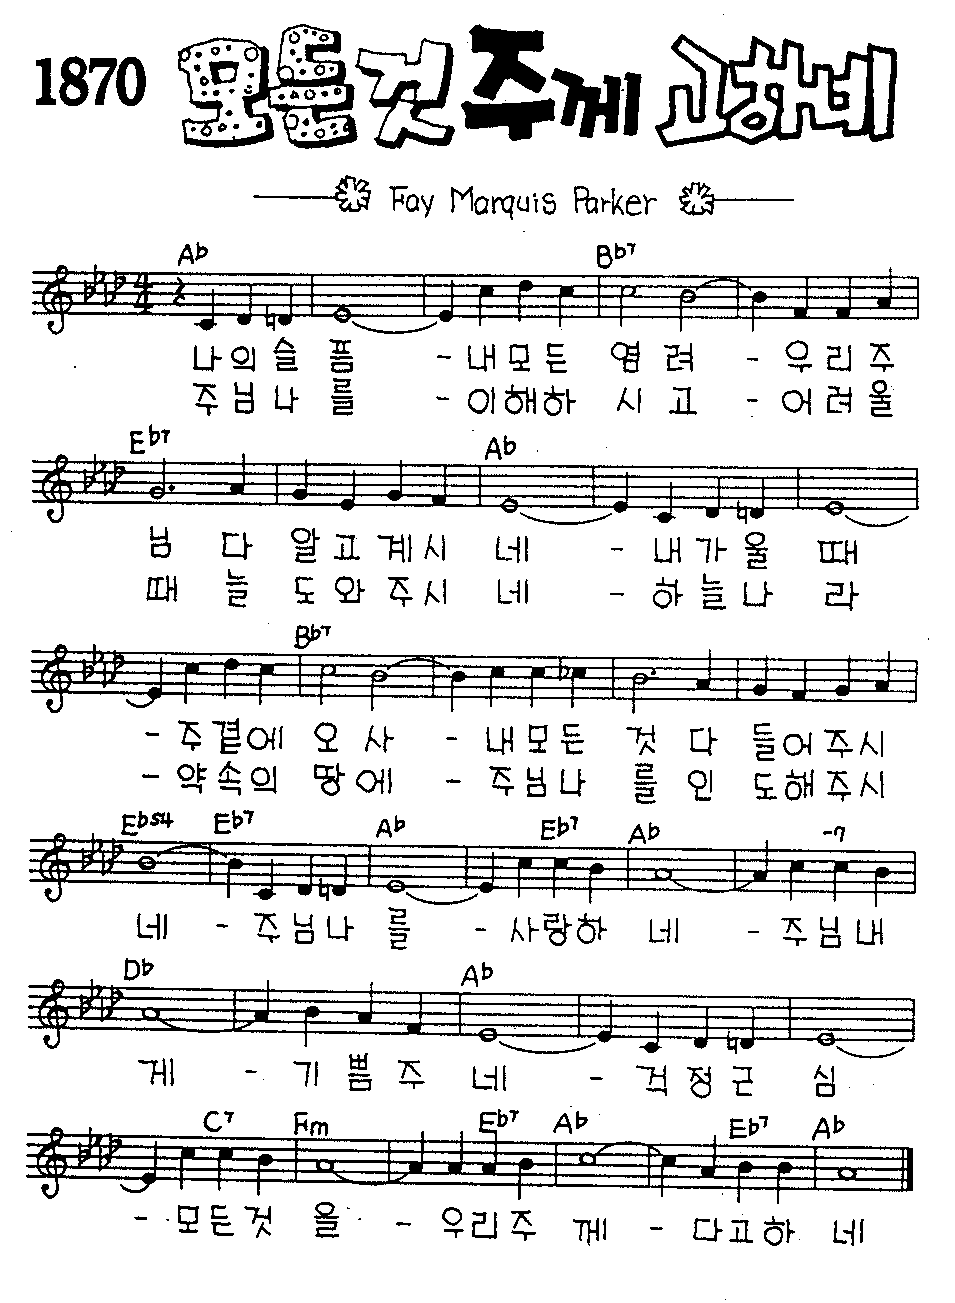 1870 모든것 주께 고하네
Fay Marquis Parker
Ab Bb7
나의슬픔 - 내모든 염려 - 우리주
주님나를 - 이해하시고 - 어려울
Eb7 Ab
님 다 알고계시네 - 내가울 때
때 늘 도와주시네 - 하늘나라
Bb7
- 주곁에 오사 - 내모든 것 다 들어주시
- 약속의 땅에 - 주님나를 인도해주시
Ebs4 Eb7 Ab Eb7 Ab -7
네 - 주님나를 - 사랑하네 - 주님내
Db Ab
게 - 기쁨주네 - 걱정근심
C7 Fm Eb7 Ab Eb7 Ab
- 모든것을 - 우리주께 - 다고하네